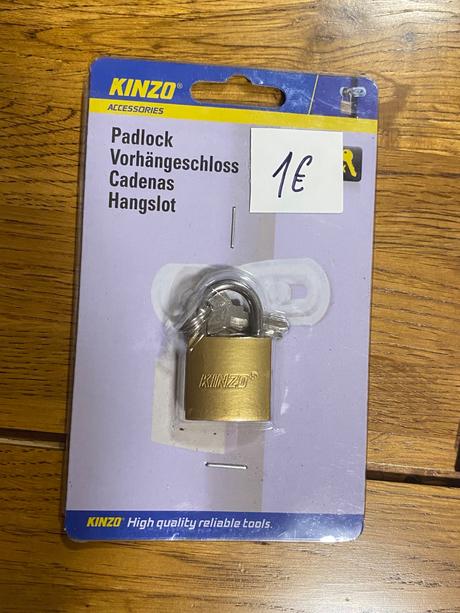 KINZO®
ACCESSORIES
Padlock
Vorhängeschloss
Cadenas
Hangslot
1€
KINZO®
KINZO® High quality reliable tools.